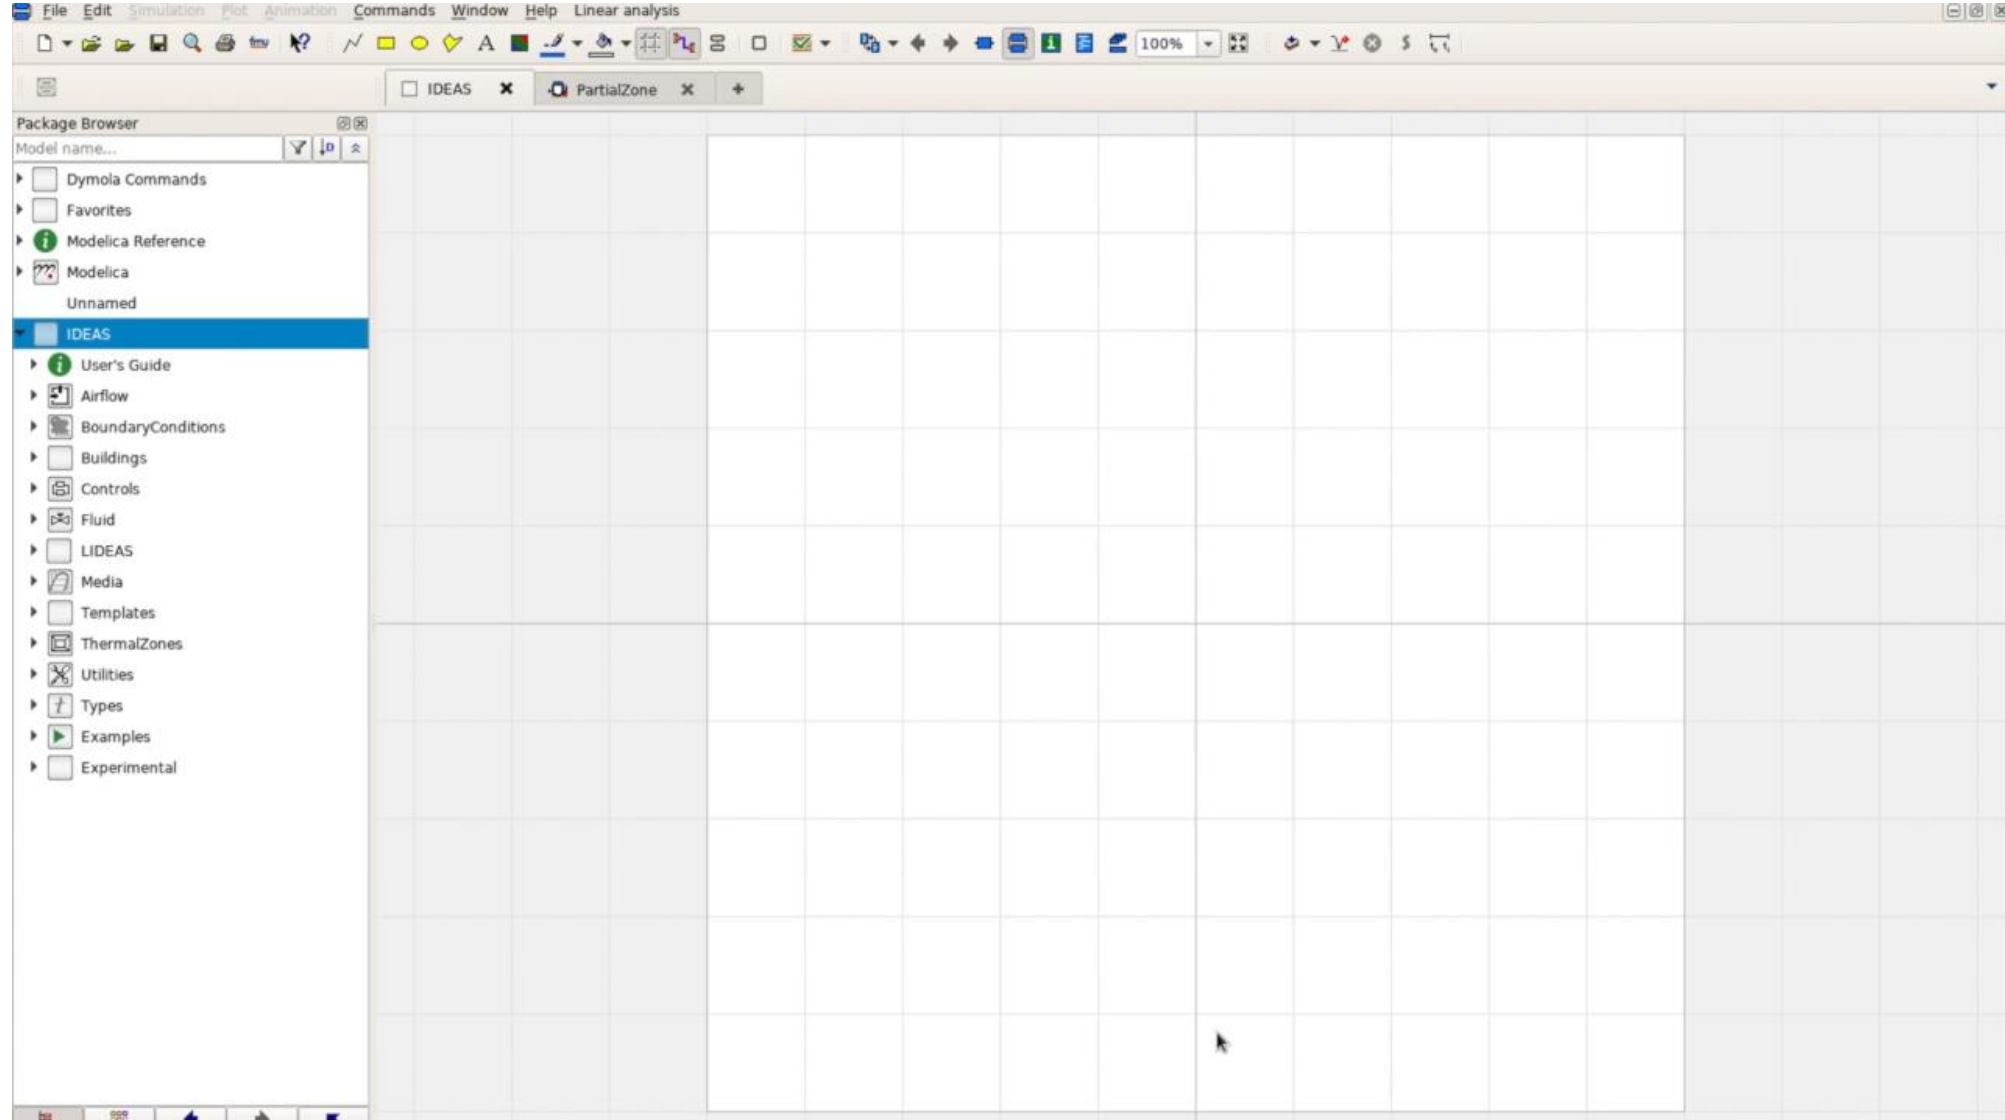 File Edit Simulation Plot Animation Commands Window Help Linear analysis
fmu ? A i 100%
IDEAS PartialZone +
Package Browser
Model name...
Dymola Commands
Favorites
Modelica Reference
Modelica
Unnamed
IDEAS
User's Guide
Airflow
BoundaryConditions
Buildings
Controls
Fluid
LIDEAS
Media
Templates
ThermalZones
Utilities
Types
Examples
Experimental